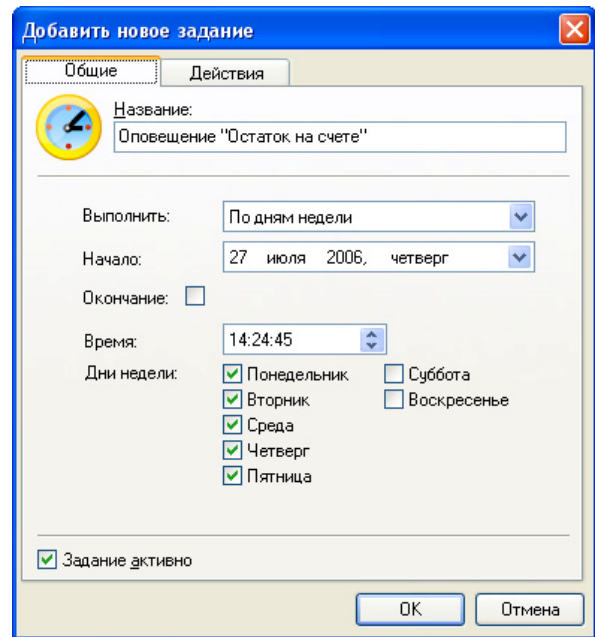 Добавить новое задание
Общие Действия
Название:
Оповещение "Остаток на счете"
Выполнить: По дням недели
Начало: 27 июля 2006, четверг
Окончание:
Время: 14:24:45
Дни недели: Понедельник Суббота
Вторник Воскресенье
Среда
Четверг
Пятница
Задание активно
OK Отмена